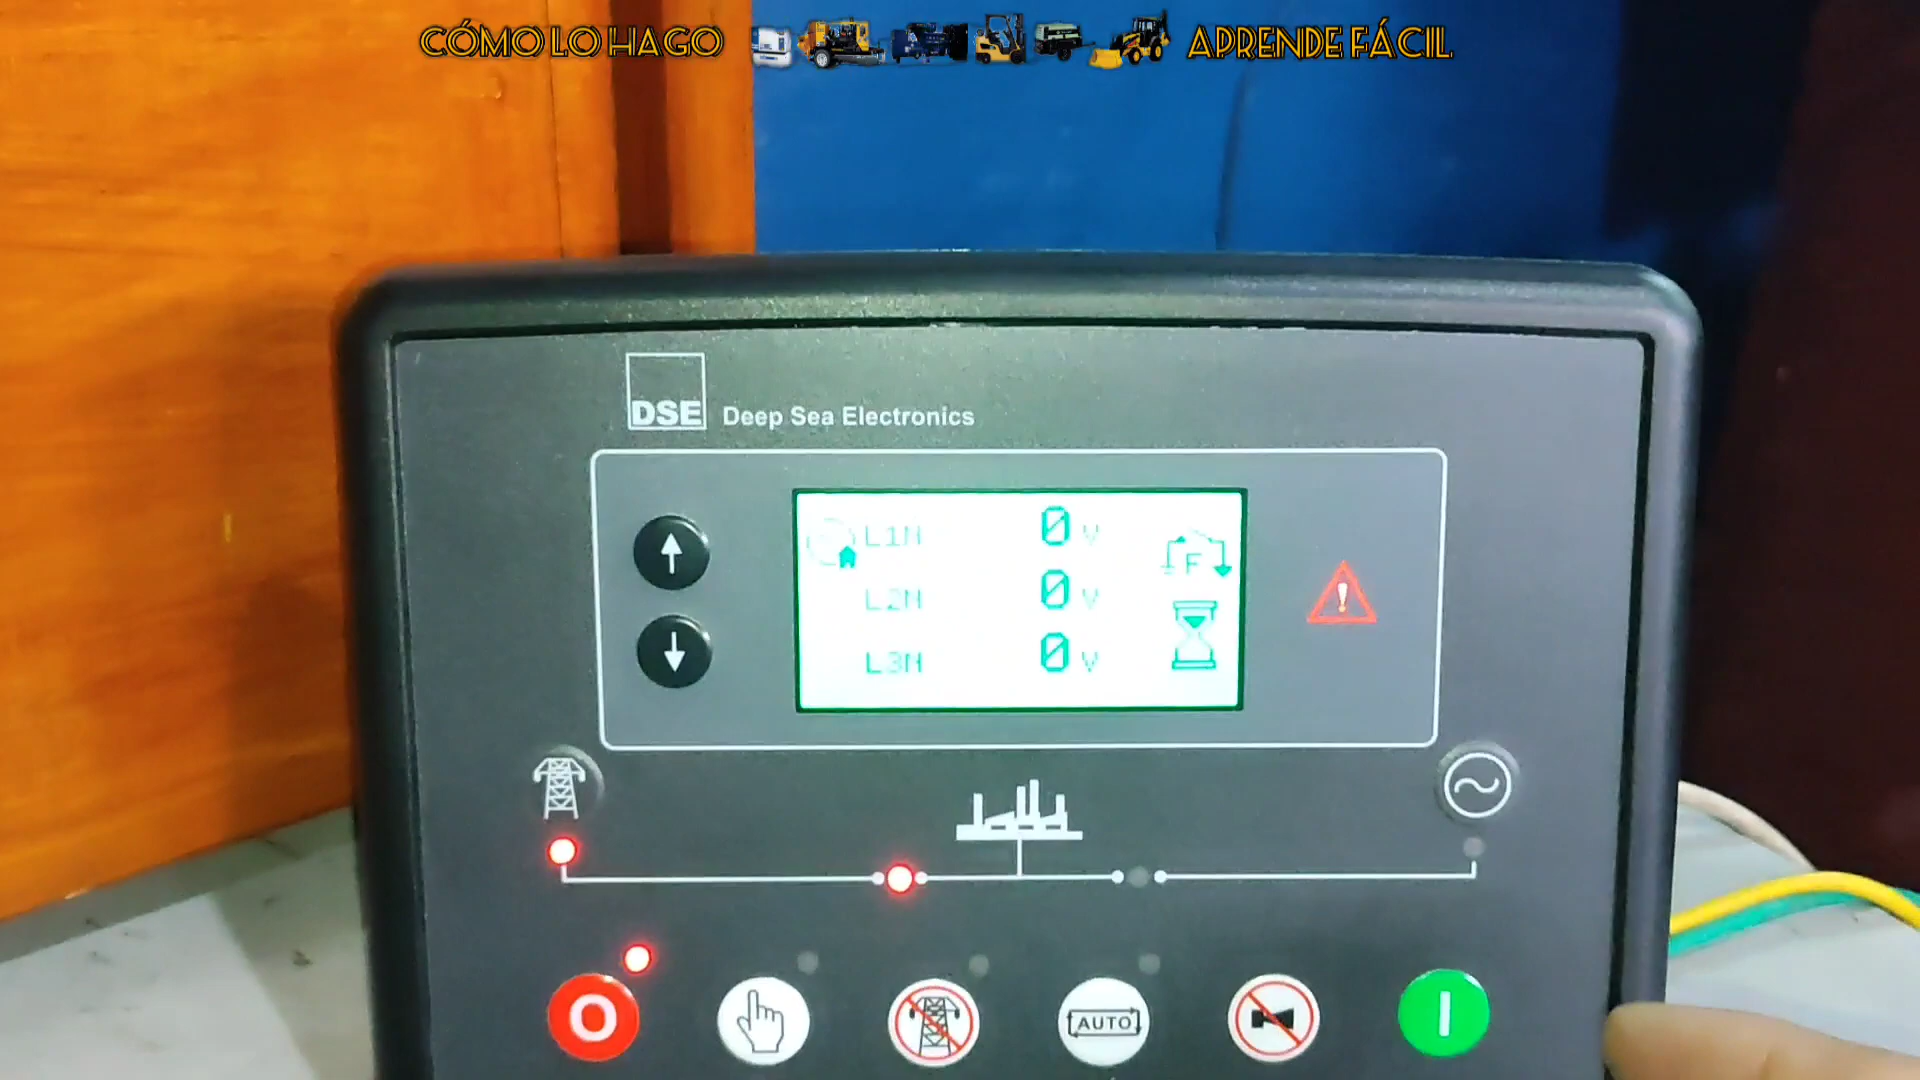 CÓMO LO HAGO APRENDE FÁCIL
DSE Deep Sea Electronics
L1N 0 V
F
L2N 0 V
L3N 0 V
O AUTO I